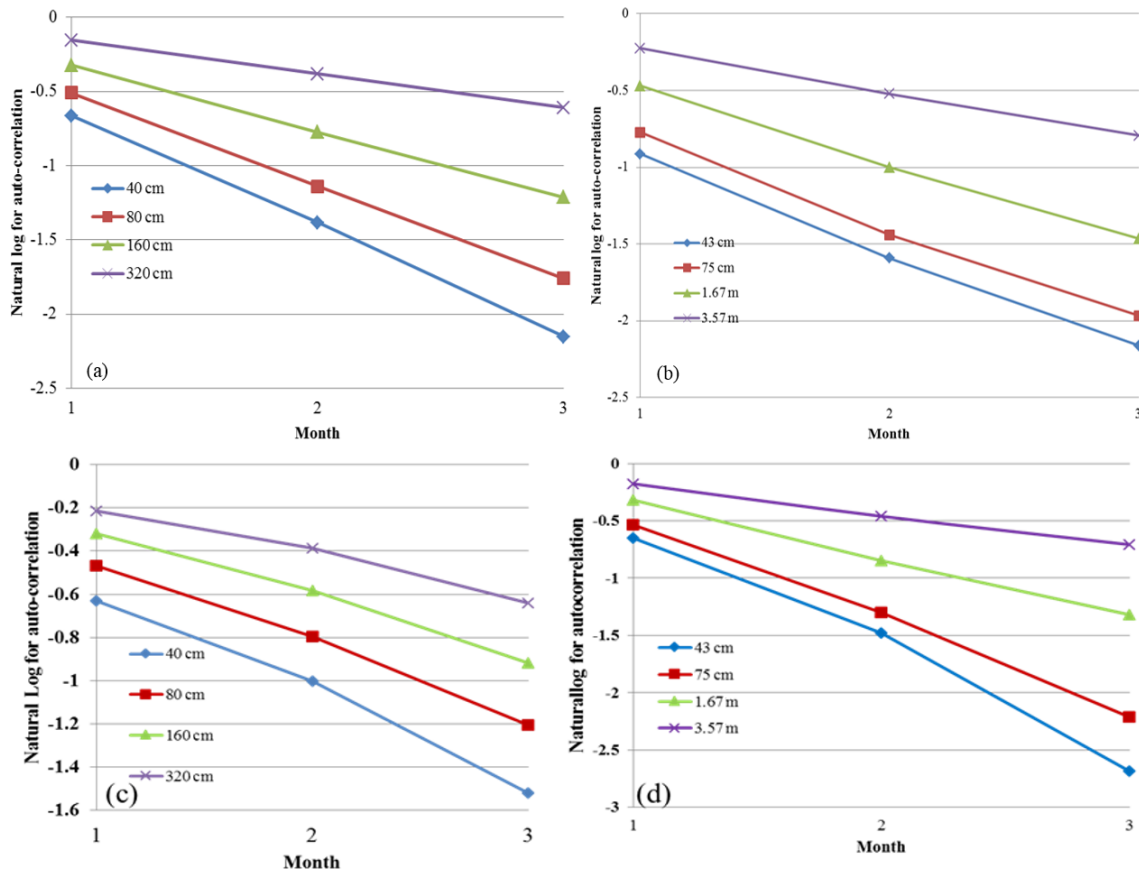 0
-0.5
-1
-1.5
-2
-2.5
Natural log for auto-correlation
40 cm
80 cm
160 cm
320 cm
(a)
1 2 3
Month
0
-0.5
-1
-1.5
-2
-2.5
Natural log for auto-correlation
43 cm
75 cm
1.67 m
3.57 m
(b)
1 2 3
Month
0
-0.2
-0.4
-0.6
-0.8
-1
-1.2
-1.4
-1.6
Natural Log for auto-correlation
40 cm
80 cm
160 cm
320 cm
(c)
1 2 3
Month
0
-0.5
-1
-1.5
-2
-2.5
-3
Naturallog for autocorrelation
43 cm
75 cm
1.67 m
3.57 m
(d)
1 2 3
Month